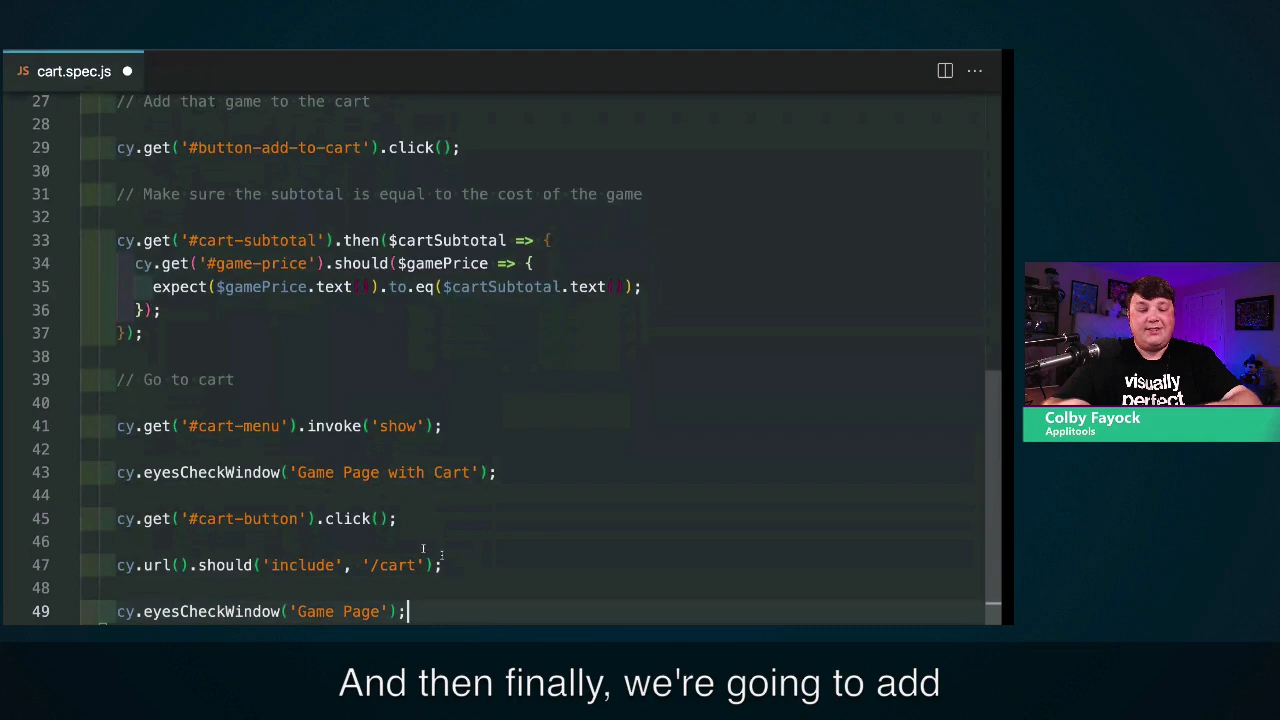 JS cart.spec.js
27 // Add that game to the cart
28
29 cy.get('#button-add-to-cart').click();
30
31 // Make sure the subtotal is equal to the cost of the game
32
33 cy.get('#cart-subtotal').then($cartSubtotal => {
34 cy.get('#game-price').should($gamePrice => {
35 expect($gamePrice.text()).to.eq($cartSubtotal.text());
36 });
37 });
38
39 // Go to cart
40
41 cy.get('#cart-menu').invoke('show');
42
43 cy.eyesCheckWindow('Game Page with Cart');
44
45 cy.get('#cart-button').click();
46
47 cy.url().should('include', '/cart');
48
49 cy.eyesCheckWindow('Game Page');
visually
perfect
Colby Fayock
Applitools
And then finally, we're going to add